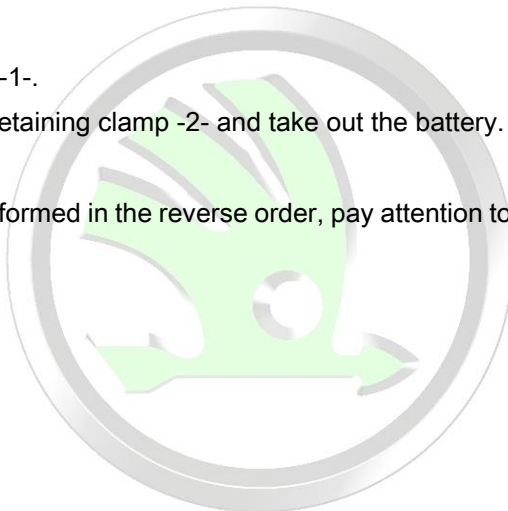 -1-.
etaining clamp -2- and take out the battery.
formed in the reverse order, pay attention to